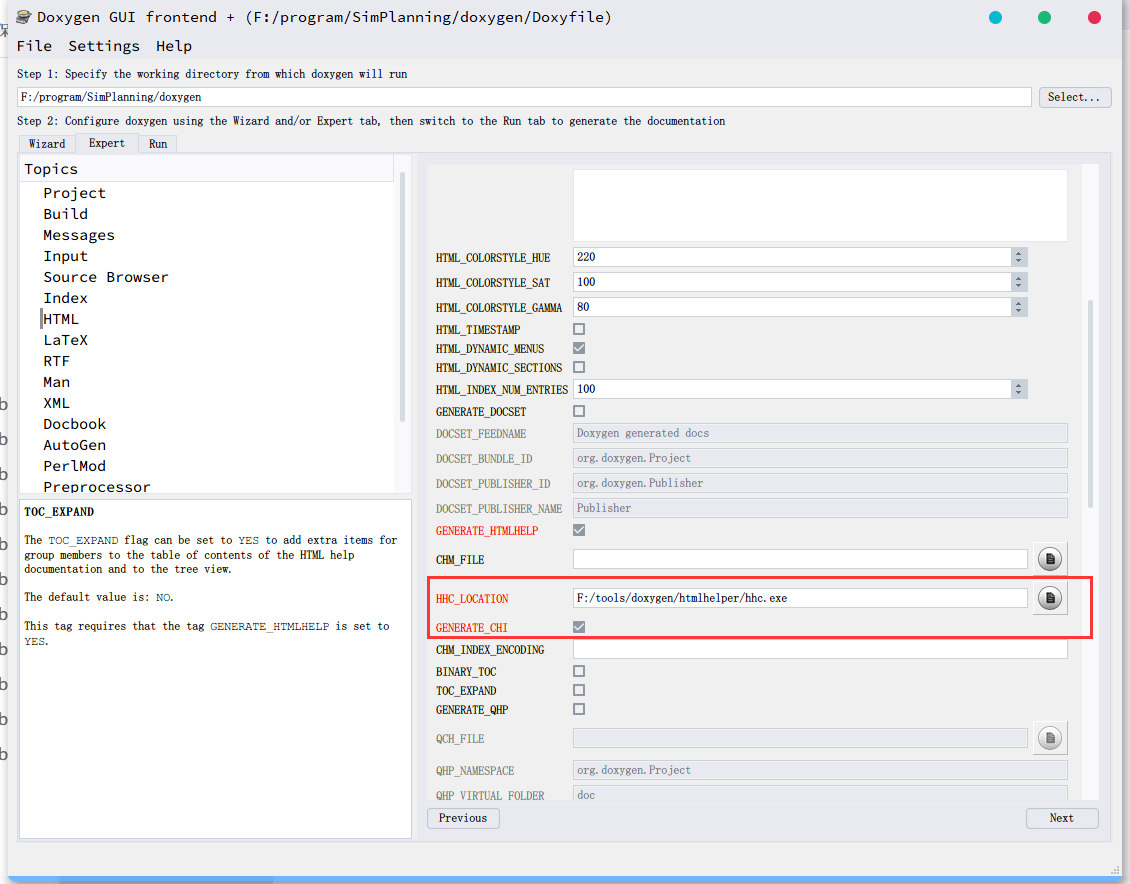 Doxygen GUI frontend + (F:/program/SimPlanning/doxygen/Doxyfile)
File Settings Help
Step 1: Specify the working directory from which doxygen will run
F:/program/SimPlanning/doxygen
Select...
Step 2: Configure doxygen using the Wizard and/or Expert tab, then switch to the Run tab to generate the documentation
Wizard Expert Run
Topics
Project
Build
Messages
Input
Source Browser
Index
HTML
LaTeX
RTF
Man
XML
Docbook
AutoGen
PerlMod
Preprocessor
TOC_EXPAND
The TOC_EXPAND flag can be set to YES to add extra items for
group members to the table of contents of the HTML help
documentation and to the tree view.
The default value is: NO.
This tag requires that the tag GENERATE_HTMLHELP is set to
YES.
HTML_COLORSTYLE_HUE 220
HTML_COLORSTYLE_SAT 100
HTML_COLORSTYLE_GAMMA 80
HTML_TIMESTAMP
HTML_DYNAMIC_MENUS
HTML_DYNAMIC_SECTIONS
HTML_INDEX_NUM_ENTRIES 100
GENERATE_DOCSET
DOCSET_FEEDNAME Doxygen generated docs
DOCSET_BUNDLE_ID org.doxygen.Project
DOCSET_PUBLISHER_ID org.doxygen.Publisher
DOCSET_PUBLISHER_NAME Publisher
GENERATE_HTMLHELP
CHM_FILE
HHC_LOCATION F:/tools/doxygen/htmlhelper/hhc.exe
GENERATE_CHI
CHM_INDEX_ENCODING
BINARY_TOC
TOC_EXPAND
GENERATE_QHP
QCH_FILE
QHP_NAMESPACE org.doxygen.Project
QHP_VIRTUAL_FOLDER doc
Previous
Next